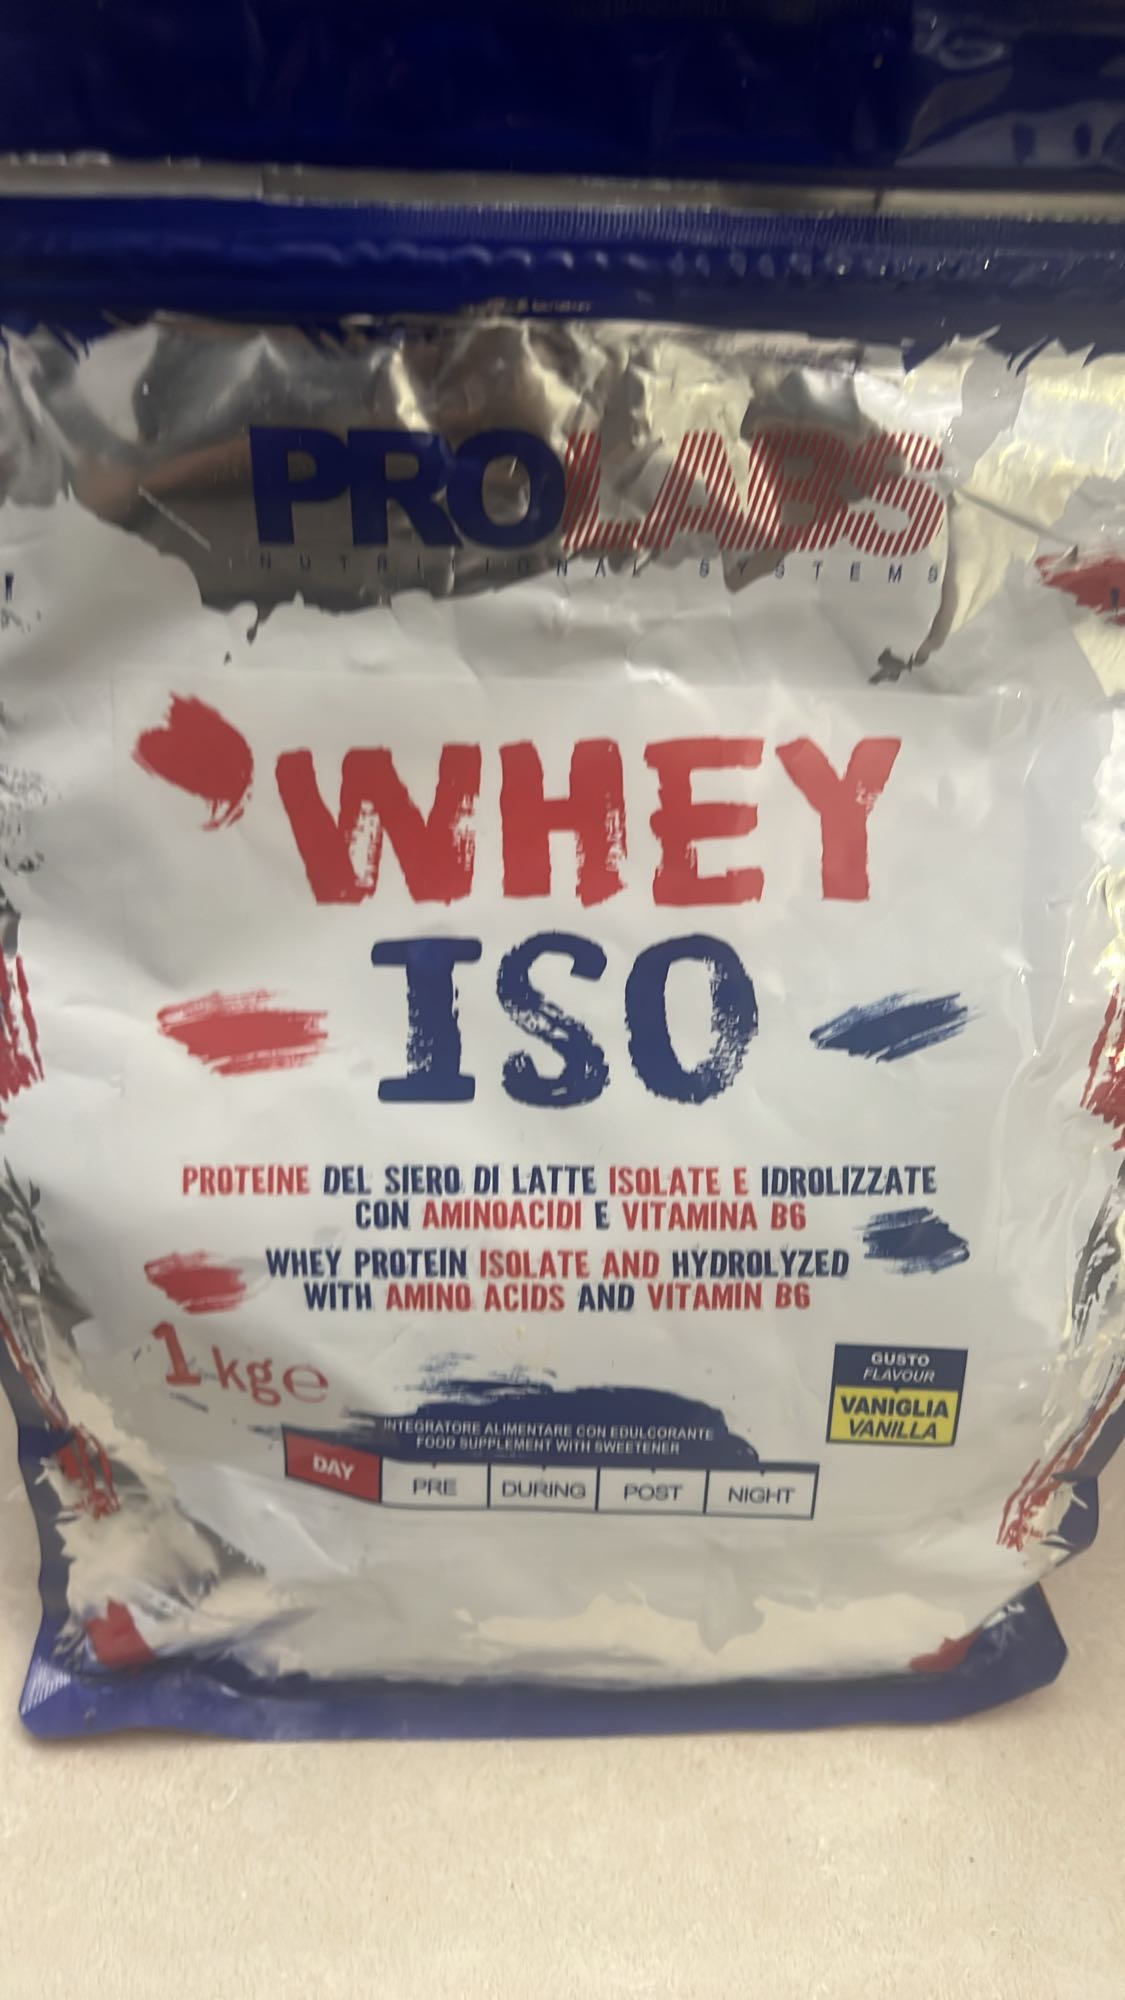 PROLABS
NUTRITIONAL SYSTEMS
WHEY
ISO
PROTEINE DEL SIERO DI LATTE ISOLATE E IDROLIZZATE
CON AMINOACIDI E VITAMINA B6
WHEY PROTEIN ISOLATE AND HYDROLYZED
WITH AMINO ACIDS AND VITAMIN B6
1 kg e
GUSTO
FLAVOUR
VANIGLIA
VANILLA
INTEGRATORE ALIMENTARE CON EDULCORANTE
FOOD SUPPLEMENT WITH SWEETENER
DAY PRE DURING POST NIGHT